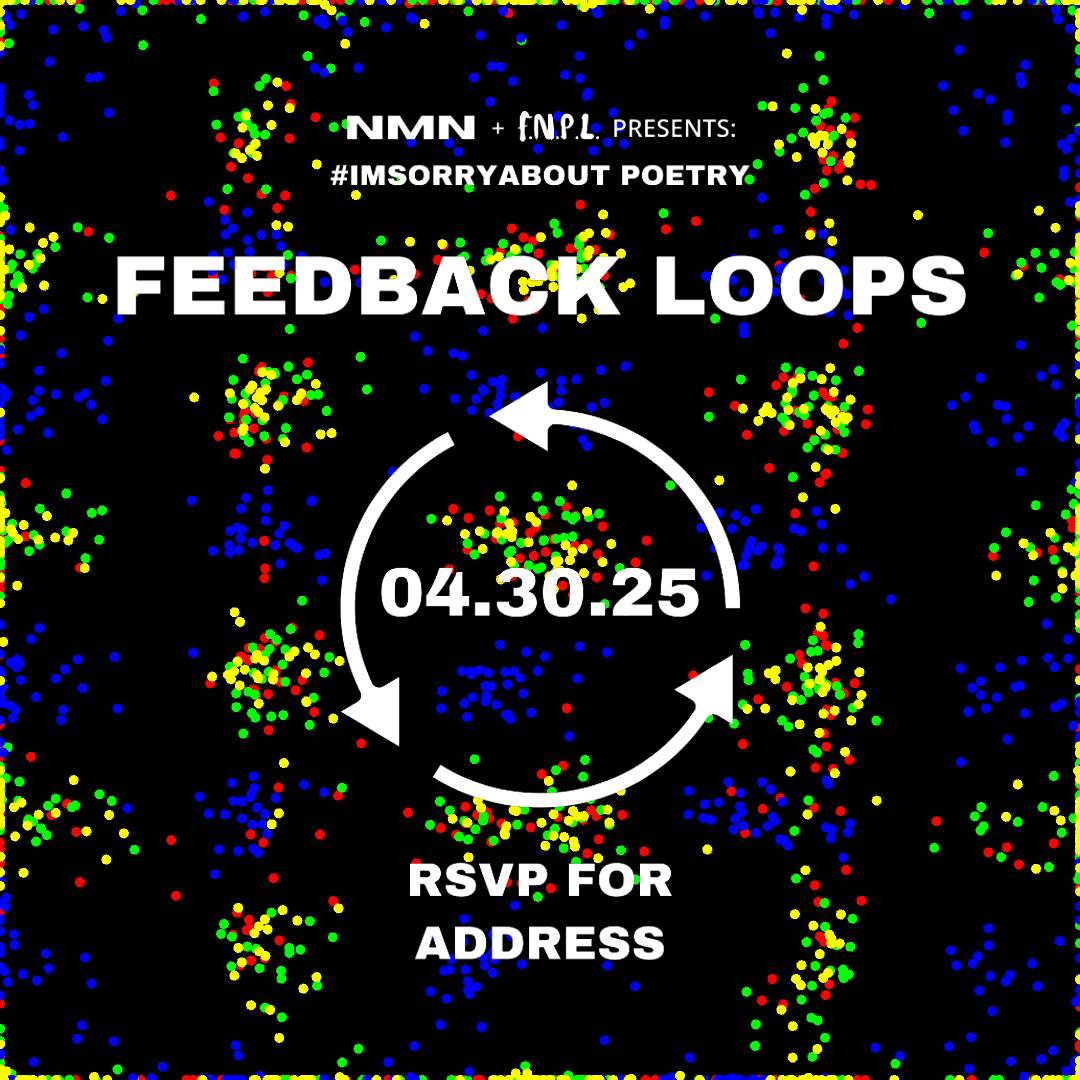 NMN + F.N.P.L. PRESENTS:
#IMSORRYABOUT POETRY
FEEDBACK LOOPS
04.30.25
RSVP FOR
ADDRESS